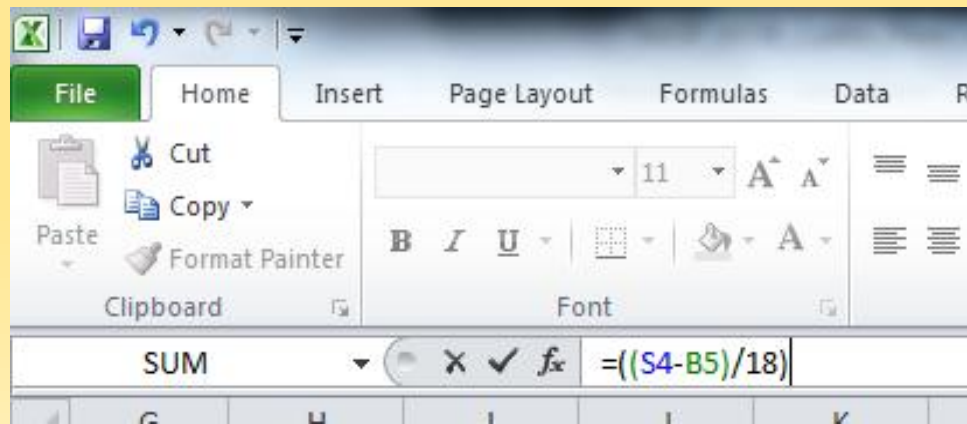 File Home Insert Page Layout Formulas Data
Cut
Copy
Paste
Format Painter
Clipboard
11 A A
B I U A
Font
SUM fx =((S4-B5)/18)